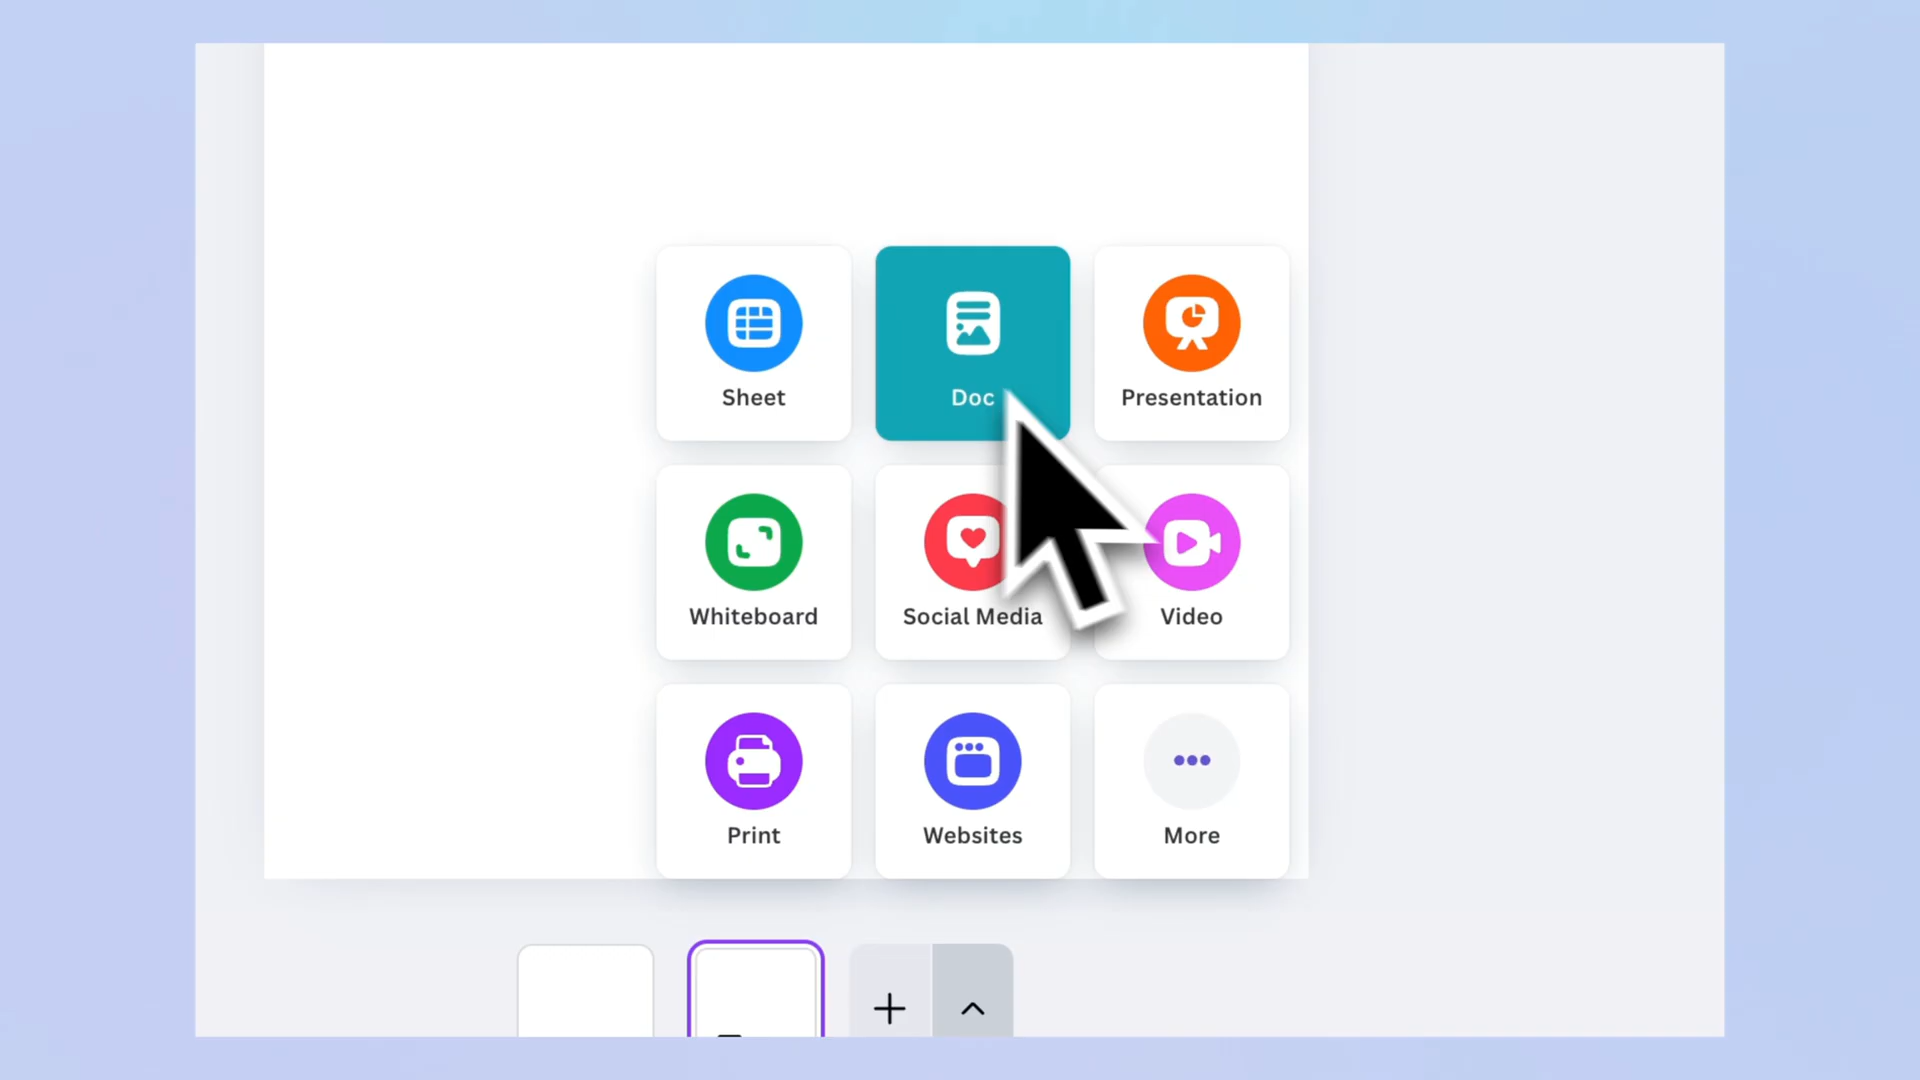 Sheet
Doc
Presentation
Whiteboard
Social Media
Video
Print
Websites
More